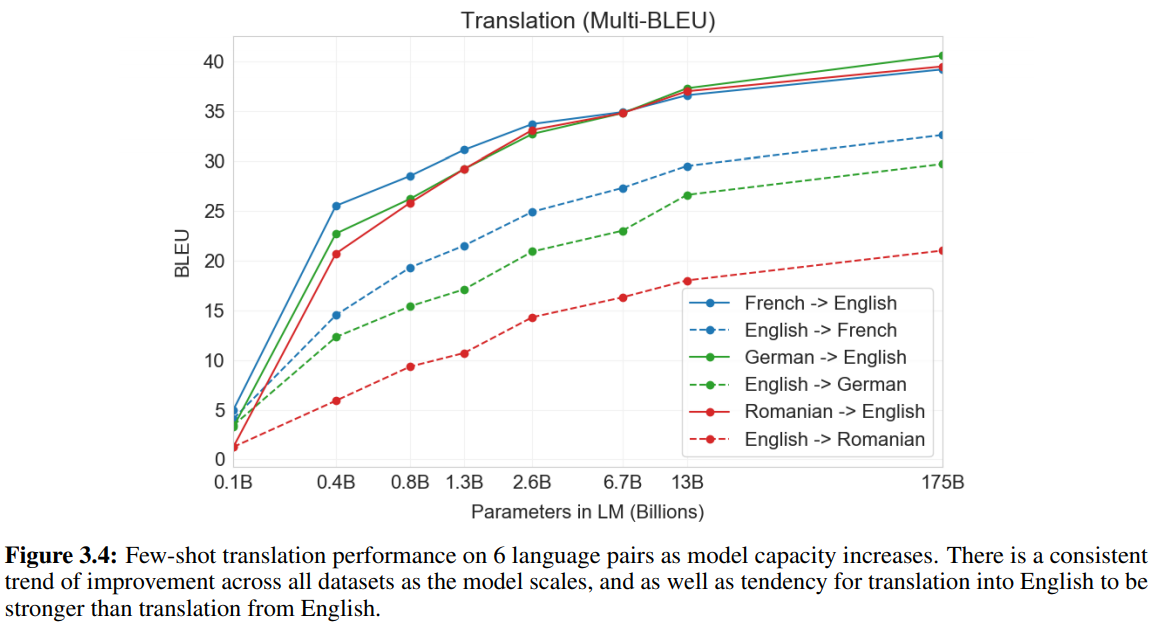 Translation (Multi-BLEU)
40
35
30
25
20
15
10
5
0
BLEU
French -> English
English -> French
German -> English
English -> German
Romanian -> English
English -> Romanian
0.1B 0.4B 0.8B 1.3B 2.6B 6.7B 13B 175B
Parameters in LM (Billions)
Figure 3.4: Few-shot translation performance on 6 language pairs as model capacity increases. There is a consistent
trend of improvement across all datasets as the model scales, and as well as tendency for translation into English to be
stronger than translation from English.